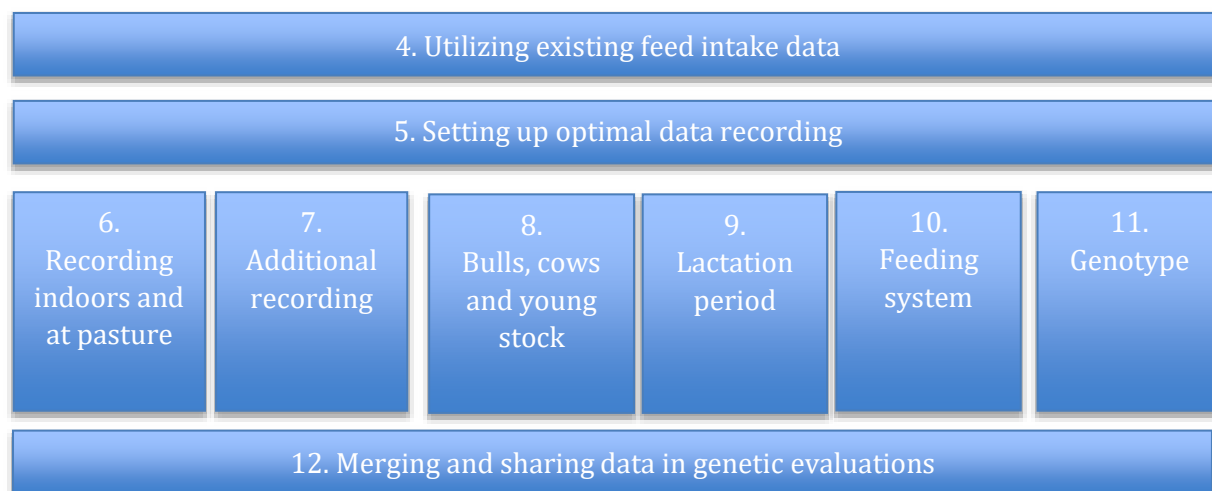 4. Utilizing existing feed intake data
5. Setting up optimal data recording
6.
Recording
indoors and
at pasture
7.
Additional
recording
8.
Bulls, cows
and young
stock
9.
Lactation
period
10.
Feeding
system
11.
Genotype
12. Merging and sharing data in genetic evaluations